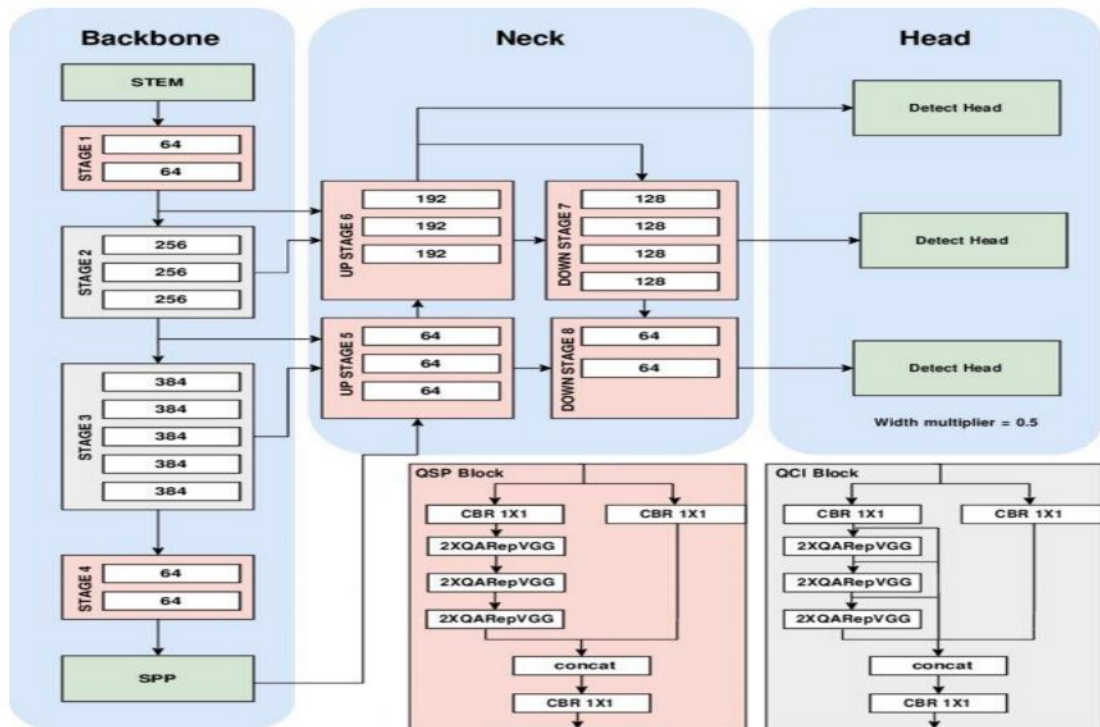 Backbone
STEM
STAGE 1
64
64
STAGE 2
256
256
256
STAGE 3
384
384
384
384
384
STAGE 4
64
64
SPP
Neck
UP STAGE 6
192
192
192
DOWN STAGE 7
128
128
128
128
UP STAGE 5
64
64
64
DOWN STAGE 8
64
64
Head
Detect Head
Detect Head
Detect Head
Width multiplier = 0.5
QSP Block
CBR 1X1
CBR 1X1
2XQARepVGG
2XQARepVGG
2XQARepVGG
concat
CBR 1X1
QCI Block
CBR 1X1
CBR 1X1
2XQARepVGG
2XQARepVGG
2XQARepVGG
concat
CBR 1X1